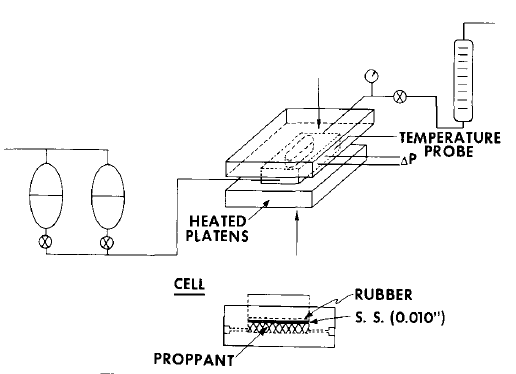 TEMPERATURE
PROBE
ΔP
HEATED
PLATENS
CELL
RUBBER
S. S. (0.010")
PROPPANT